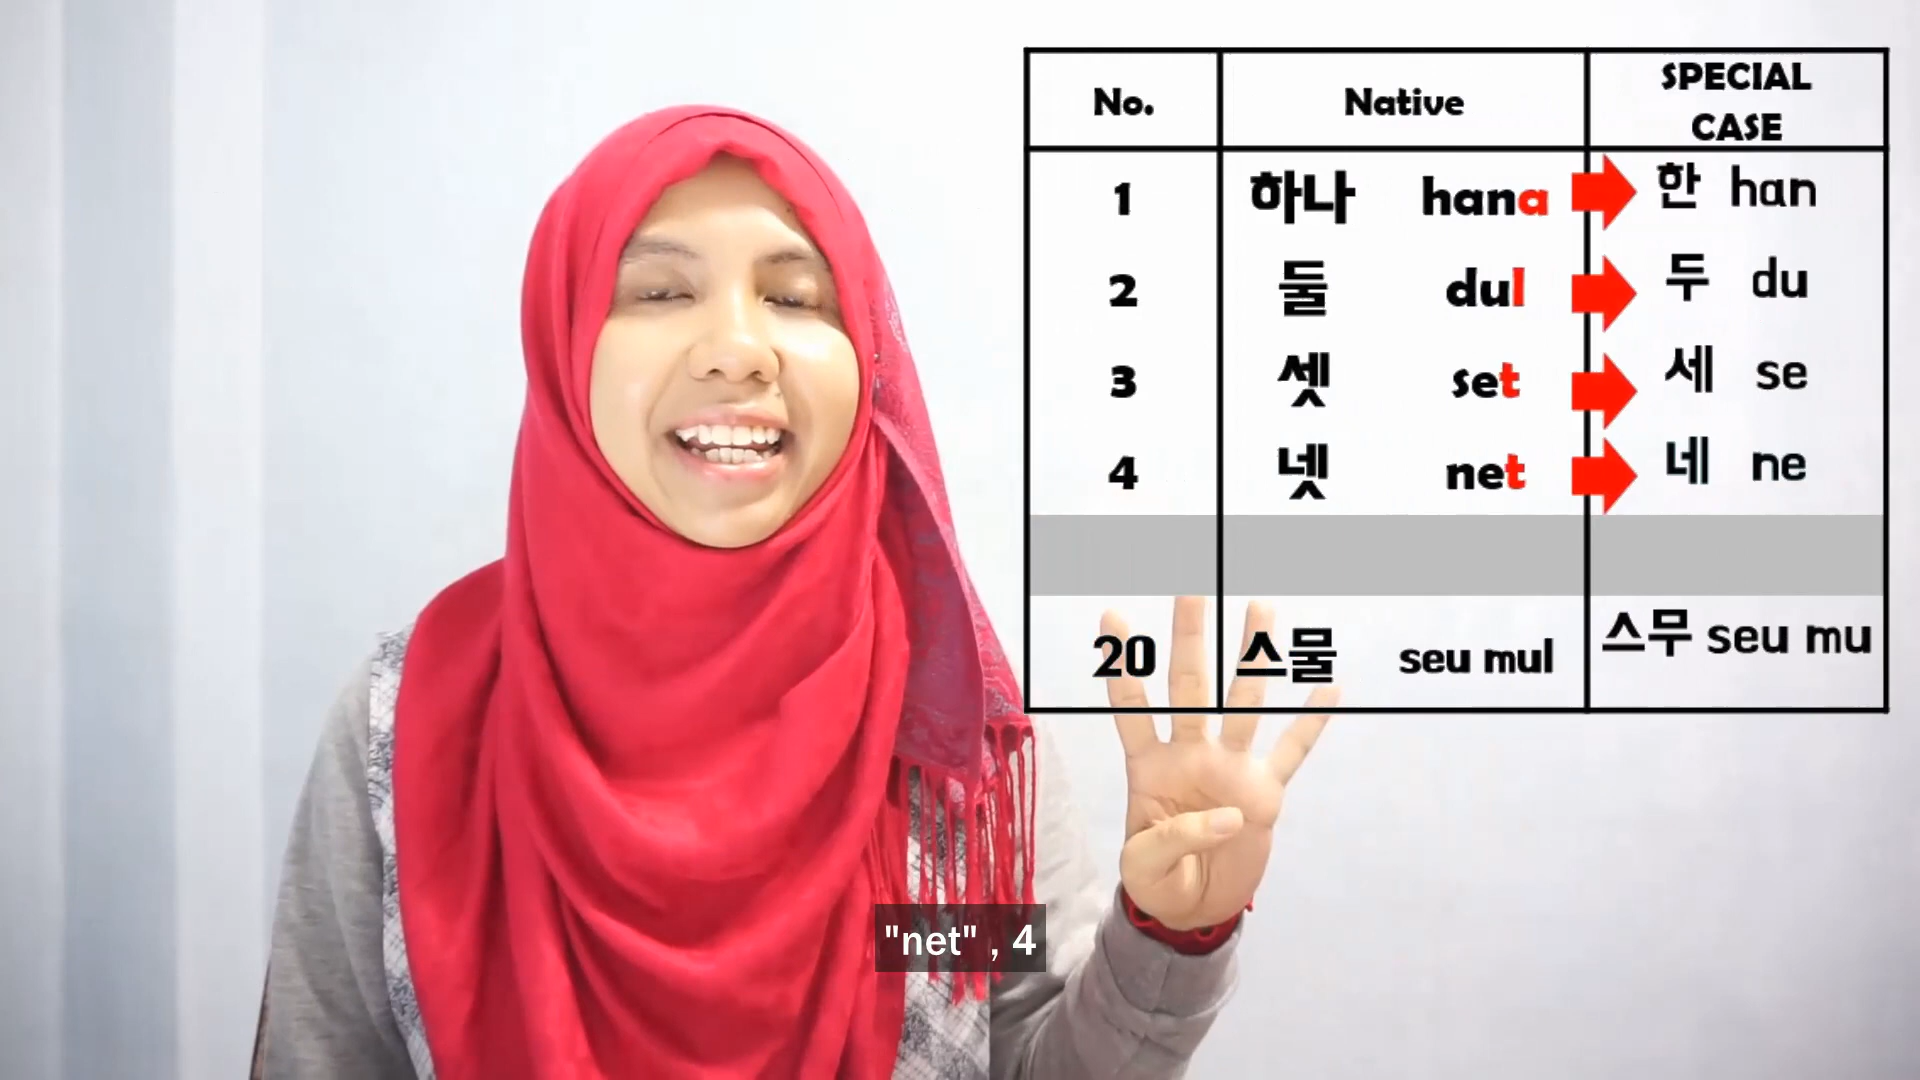 No. Native SPECIAL CASE
1 하나 hana 한 han
2 둘 dul 두 du
3 셋 set 세 se
4 넷 net 네 ne
20 스물 seu mul 스무 seu mu
"net" , 4